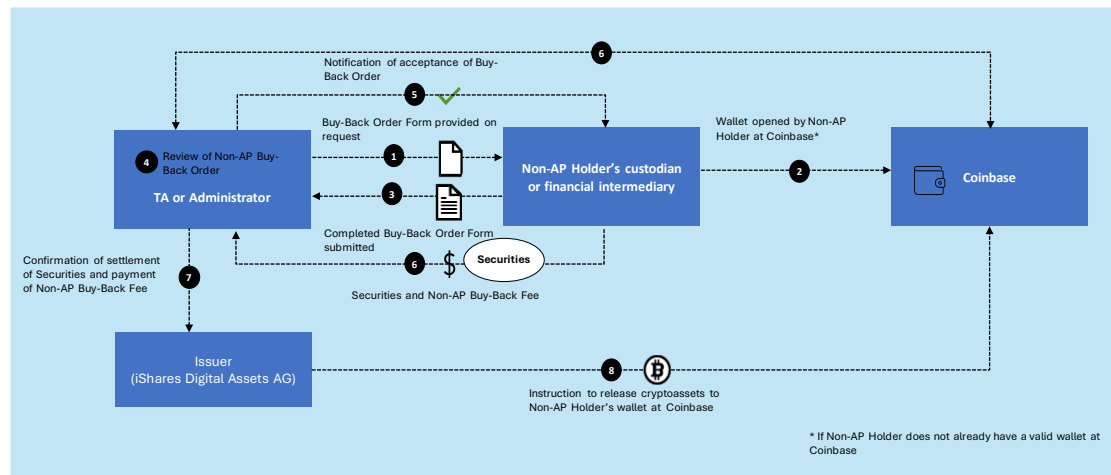 6
Notification of acceptance of Buy-
Back Order
5
Buy-Back Order Form provided on
request
Wallet opened by Non-AP
Holder at Coinbase*
4
Review of Non-AP Buy-
Back Order
TA or Administrator
1
Non-AP Holder's custodian
or financial intermediary
2
Coinbase
3
Completed Buy-Back Order Form
submitted
Confirmation of settlement
of Securities and payment
of Non-AP Buy-Back Fee
7
6
$
Securities
Securities and Non-AP Buy-Back Fee
Issuer
(iShares Digital Assets AG)
8
Instruction to release cryptoassets to
Non-AP Holder's wallet at Coinbase
* If Non-AP Holder does not already have a valid wallet at
Coinbase